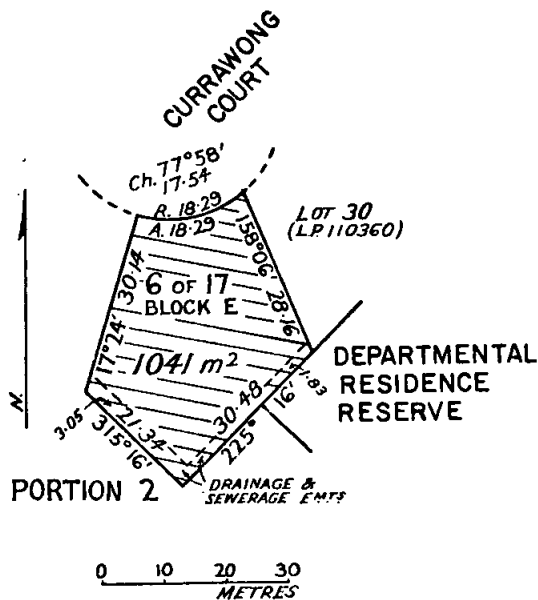 CURRAWONG
COURT
Ch. 77°58'
17·54
R. 18·29
A. 18·29
LOT 30
(L.P. 110360)
158°06'
28·16
17°24'
30·14
6 OF 17
BLOCK E
1041 m²
DEPARTMENTAL
RESIDENCE
RESERVE
1·83
30·48
225° 16'
21·34
315°16'
3·05
N.
PORTION 2
DRAINAGE &
SEWERAGE EMTS
0 10 20 30
METRES